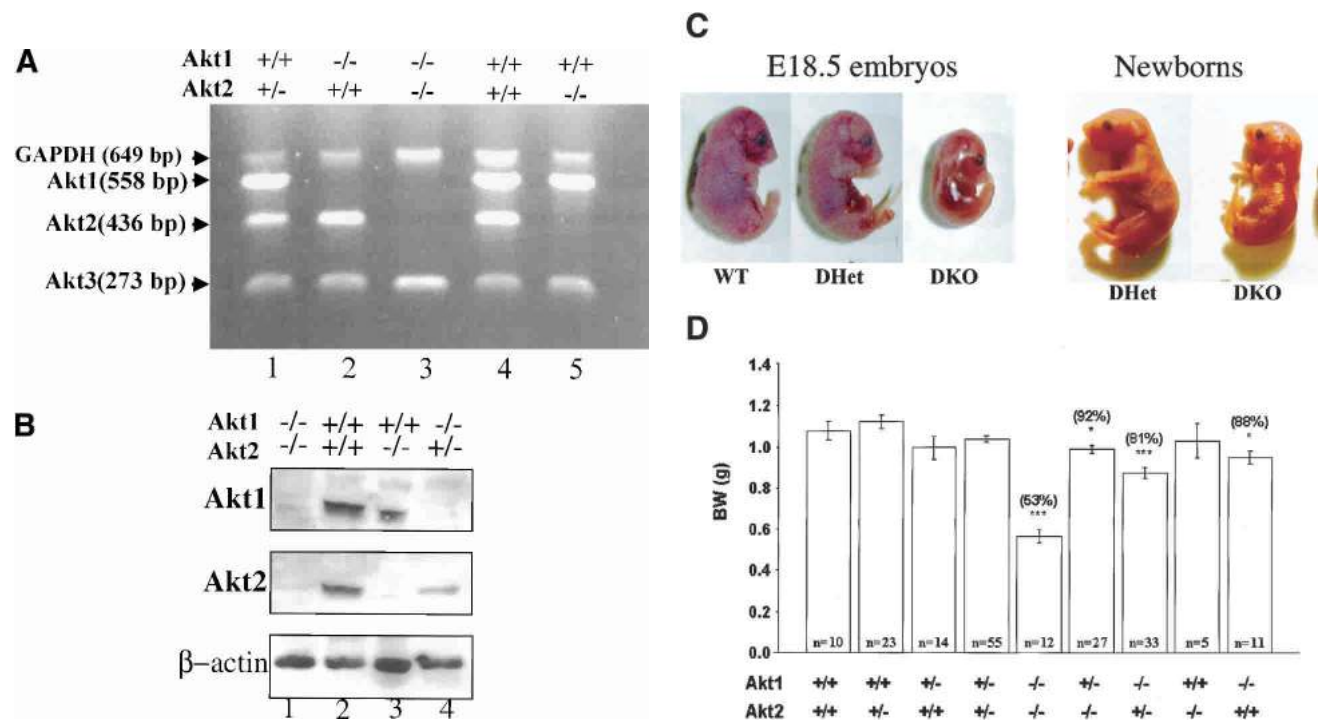 A
Akt1 +/+ -/- -/- +/+ +/+
Akt2 +/- +/+ -/- +/+ -/-
GAPDH (649 bp)
Akt1(558 bp)
Akt2(436 bp)
Akt3(273 bp)
1 2 3 4 5
B
Akt1 -/- +/+ +/+ -/-
Akt2 -/- +/+ -/- +/-
Akt1
Akt2
β-actin
1 2 3 4
C
E18.5 embryos Newborns
WT DHet DKO DHet DKO
D
1.4
1.2
1.0
0.8
0.6
0.4
0.2
0.0
BW (g)
(53%)
***
(92%)
*
(81%)
***
(88%)
*
n=10 n=23 n=14 n=55 n=12 n=27 n=33 n=5 n=11
Akt1 +/+ +/+ +/- +/- -/- +/- -/- +/+ -/-
Akt2 +/+ +/- +/+ +/- -/- -/- +/- -/- +/+